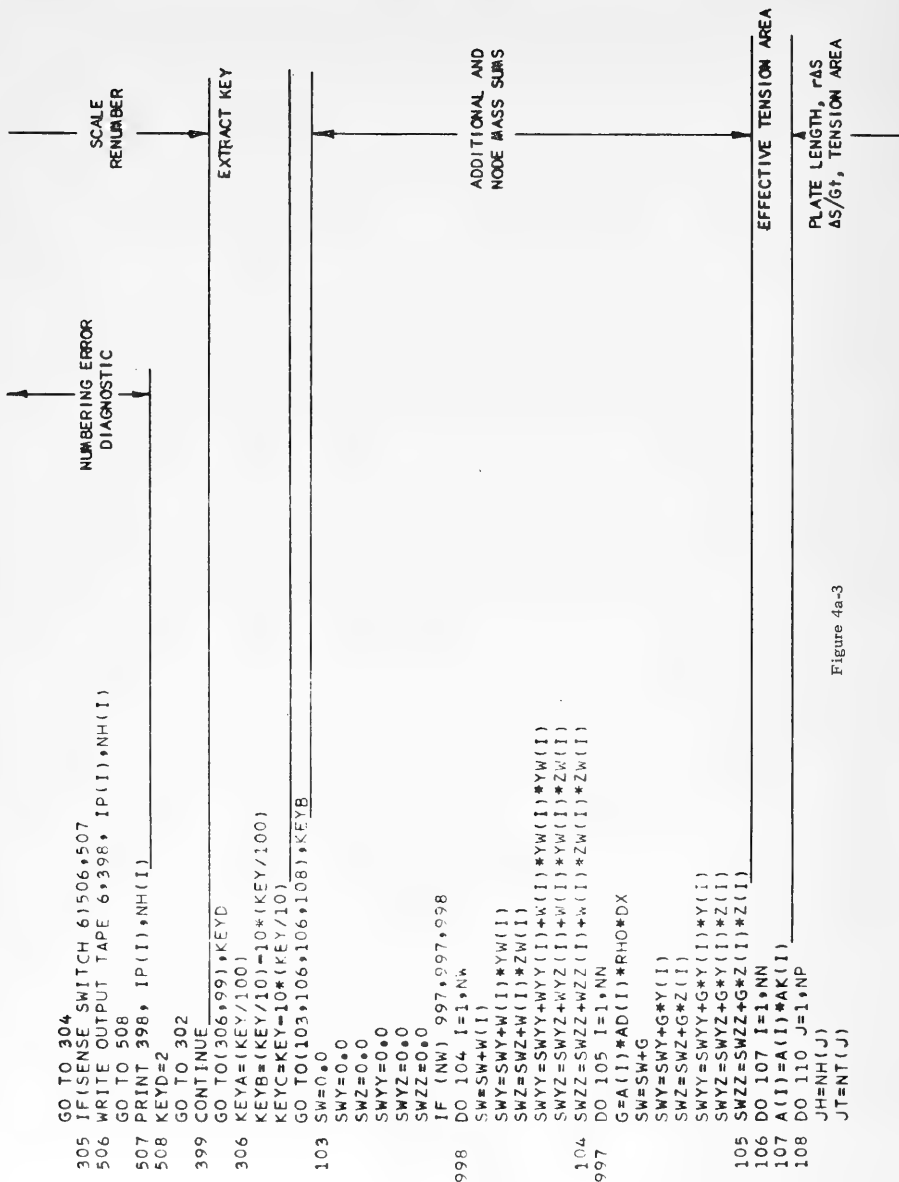 GO TO 304
305 IF(SENSE SWITCH 6)506,507
506 WRITE OUTPUT TAPE 6,398, IP(I),NH(I)
GO TO 508
507 PRINT 398, IP(I),NH(I)
508 KEYD=2
GO TO 302
399 CONTINUE
GO TO(306,99),KEYD
306 KEYA=(KEY/100)
KEYB=(KEY/10)-10*(KEY/100)
KEYC=KEY-10*(KEY/10)
GO TO(103,106,106,108),KEYB
103 SW=0.0
SWY=0.0
SWZ=0.0
SWYY=0.0
SWYZ=0.0
SWZZ=0.0
IF (NW) 997,997,998
998 DO 104 I=1,NW
SW=SW+W(I)
SWY=SWY+W(I)*YW(I)
SWZ=SWZ+W(I)*ZW(I)
SWYY=SWYY+WYY(I)+W(I)*YW(I)*YW(I)
SWYZ=SWYZ+WYZ(I)+W(I)*YW(I)*ZW(I)
104 SWZZ=SWZZ+WZZ(I)+W(I)*ZW(I)*ZW(I)
997 DO 105 I=1,NN
G=A(I)*AD(I)*RHO*DX
SW=SW+G
SWY=SWY+G*Y(I)
SWZ=SWZ+G*Z(I)
SWYY=SWYY+G*Y(I)*Y(I)
SWYZ=SWYZ+G*Y(I)*Z(I)
105 SWZZ=SWZZ+G*Z(I)*Z(I)
106 DO 107 I=1,NN
107 A(I)=A(I)*AK(I)
108 DO 110 J=1,NP
JH=NH(J)
JT=NT(J)
NUMBERING ERROR
DIAGNOSTIC
SCALE
RENUMBER
EXTRACT KEY
ADDITIONAL AND
NODE MASS SUMS
EFFECTIVE TENSION AREA
PLATE LENGTH, rΔS
ΔS/Gt, TENSION AREA
Figure 4a-3